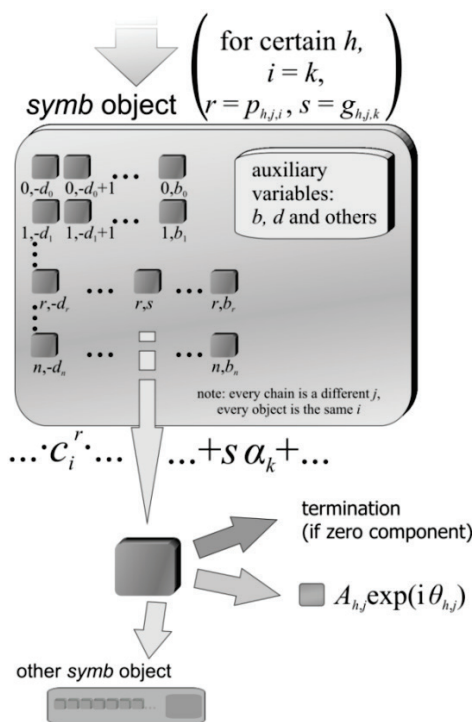 for certain h,
i = k,
symb object
r = p_{h,j,i}, s = g_{h,j,k}
0,-d_0 0,-d_0+1 ... 0,b_0
auxiliary
variables:
b, d and others
1,-d_1 1,-d_1+1 ... 1,b_1
r,-d_r ... r,s ... r,b_r
n,-d_n ... ... n,b_n
note: every chain is a different j,
every object is the same i
...·c_i^r·... ...+s α_k+...
termination
(if zero component)
A_{h,j}exp(i θ_{h,j})
other symb object
...